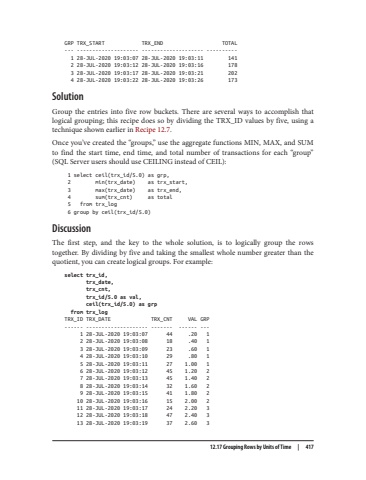 GRP TRX_START            TRX_END                   TOTAL
--- -------------------- -------------------- ----------
  1 28-JUL-2020 19:03:07 28-JUL-2020 19:03:11        141
  2 28-JUL-2020 19:03:12 28-JUL-2020 19:03:16        178
  3 28-JUL-2020 19:03:17 28-JUL-2020 19:03:21        202
  4 28-JUL-2020 19:03:22 28-JUL-2020 19:03:26        173
Solution
Group the entries into five row buckets. There are several ways to accomplish that
logical grouping; this recipe does so by dividing the TRX_ID values by five, using a
technique shown earlier in Recipe 12.7.
Once you’ve created the “groups,” use the aggregate functions MIN, MAX, and SUM
to find the start time, end time, and total number of transactions for each “group”
(SQL Server users should use CEILING instead of CEIL):
1 select ceil(trx_id/5.0) as grp,
2        min(trx_date)    as trx_start,
3        max(trx_date)    as trx_end,
4        sum(trx_cnt)     as total
5   from trx_log
6 group by ceil(trx_id/5.0)
Discussion
The first step, and the key to the whole solution, is to logically group the rows
together. By dividing by five and taking the smallest whole number greater than the
quotient, you can create logical groups. For example:
select trx_id,
       trx_date,
       trx_cnt,
       trx_id/5.0 as val,
       ceil(trx_id/5.0) as grp
  from trx_log
TRX_ID TRX_DATE             TRX_CNT    VAL GRP
------ -------------------- ------- ------ ---
     1 28-JUL-2020 19:03:07      44    .20   1
     2 28-JUL-2020 19:03:08      18    .40   1
     3 28-JUL-2020 19:03:09      23    .60   1
     4 28-JUL-2020 19:03:10      29    .80   1
     5 28-JUL-2020 19:03:11      27   1.00   1
     6 28-JUL-2020 19:03:12      45   1.20   2
     7 28-JUL-2020 19:03:13      45   1.40   2
     8 28-JUL-2020 19:03:14      32   1.60   2
     9 28-JUL-2020 19:03:15      41   1.80   2
    10 28-JUL-2020 19:03:16      15   2.00   2
    11 28-JUL-2020 19:03:17      24   2.20   3
    12 28-JUL-2020 19:03:18      47   2.40   3
    13 28-JUL-2020 19:03:19      37   2.60   3
12.17 Grouping Rows by Units of Time | 417